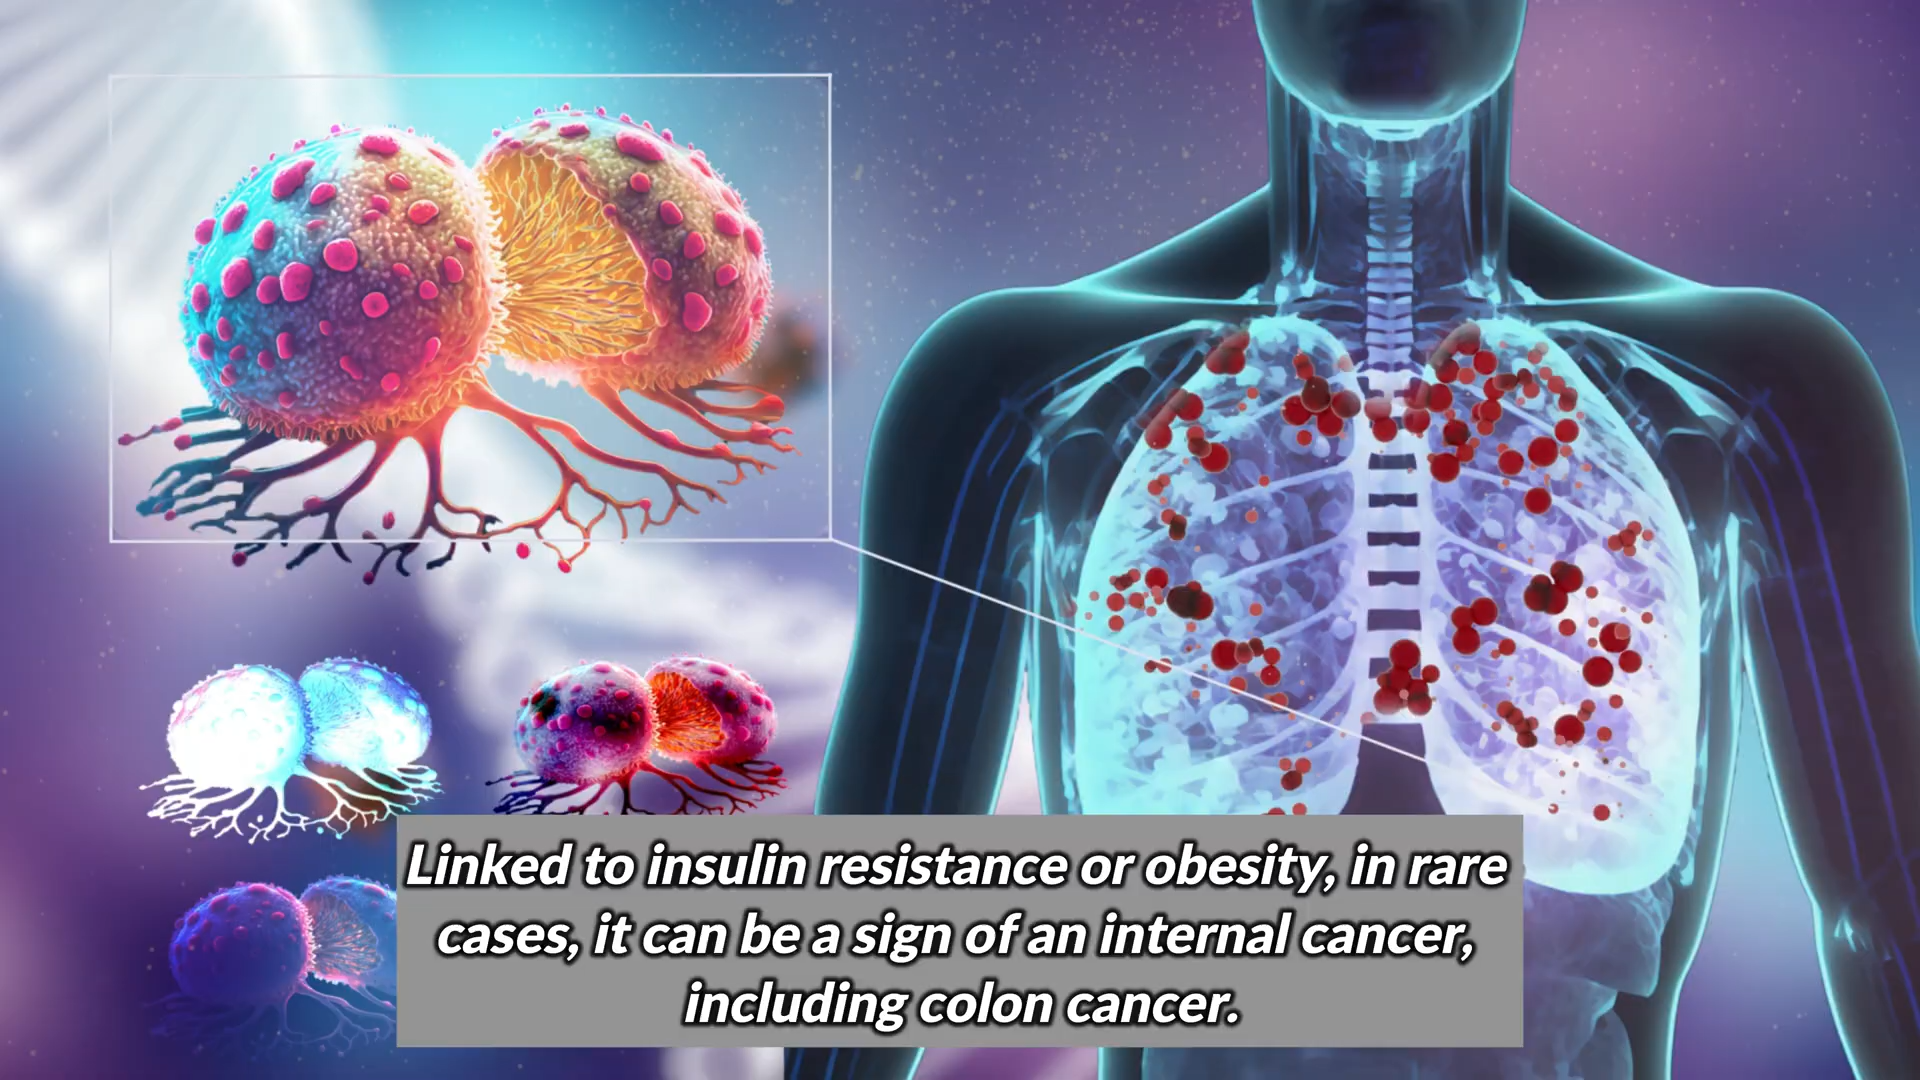 Linked to insulin resistance or obesity, in rare
cases, it can be a sign of an internal cancer,
including colon cancer.